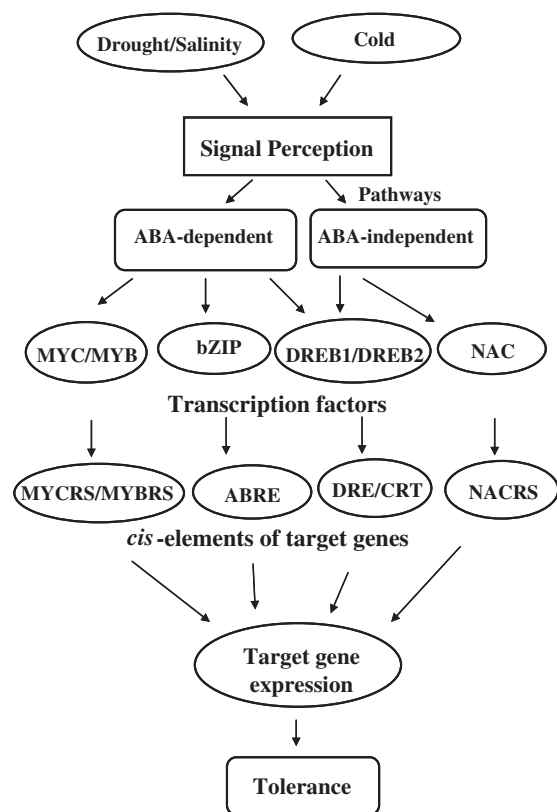 Drought/Salinity
Cold
Signal Perception
Pathways
ABA-dependent
ABA-independent
MYC/MYB
bZIP
DREB1/DREB2
NAC
Transcription factors
MYCRS/MYBRS
ABRE
DRE/CRT
NACRS
cis-elements of target genes
Target gene
expression
Tolerance